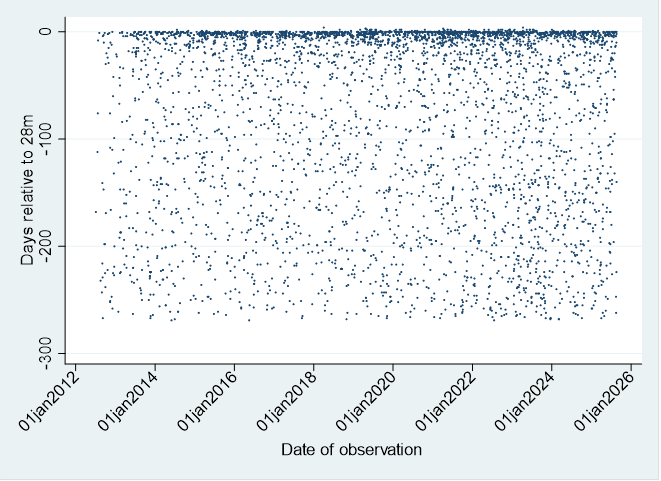 Days relative to 28m
0
-100
-200
-300
01jan2012
01jan2014
01jan2016
01jan2018
01jan2020
01jan2022
01jan2024
01jan2026
Date of observation